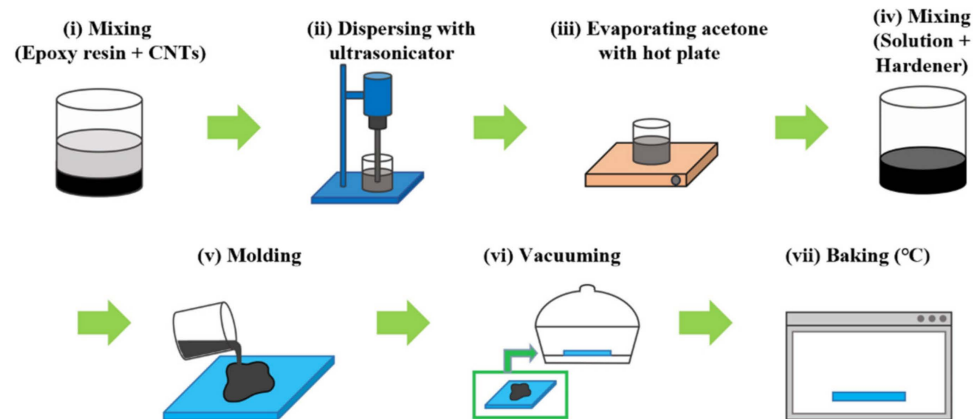 (i) Mixing
(Epoxy resin + CNTs)
(ii) Dispersing with
ultrasonicator
(iii) Evaporating acetone
with hot plate
(iv) Mixing
(Solution +
Hardener)
(v) Molding
(vi) Vacuuming
(vii) Baking (°C)